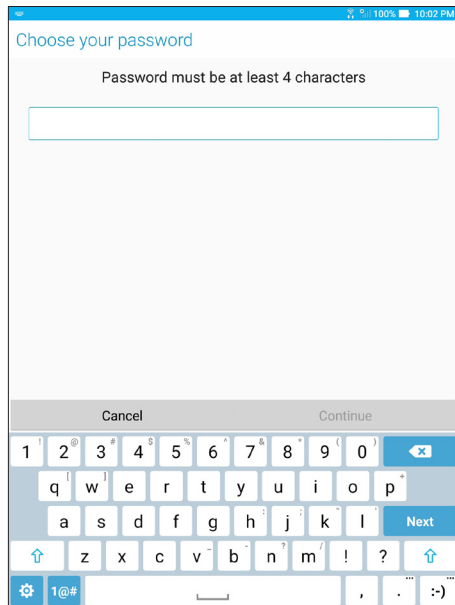 100% 10:02 PM
Choose your password
Password must be at least 4 characters
Cancel Continue
1 ! 2 @ 3 # 4 $ 5 % 6 ^ 7 & 8 * 9 ( 0 )
q [ w ] e r t y u i o p +
a s d f g h : j ; k " l ' Next
z x c v - b - n ? m / ! ?
1@# , . ... :-) ...